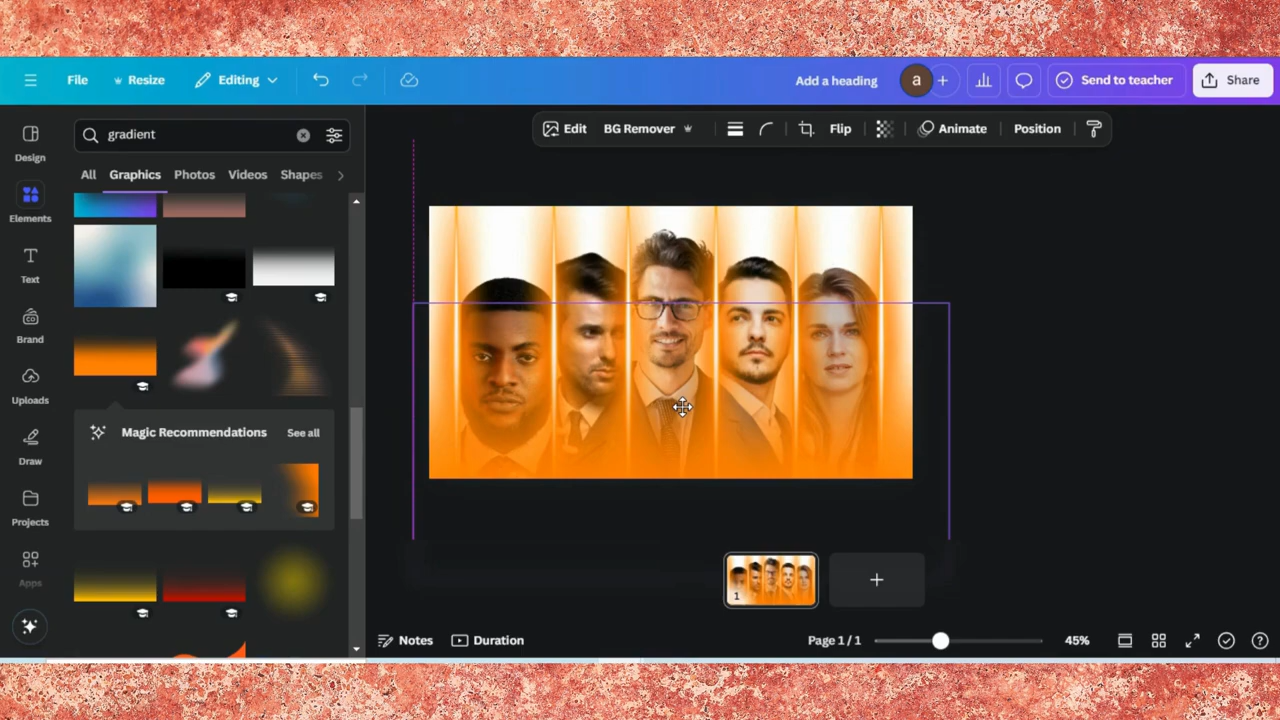 File
Resize
Editing
Add a heading
a
+
Send to teacher
Share
gradient
Edit
BG Remover
Flip
Animate
Position
Design
Elements
Text
Brand
Uploads
Draw
Projects
Apps
All
Graphics
Photos
Videos
Shapes
Magic Recommendations
See all
1
+
Notes
Duration
Page 1 / 1
45%